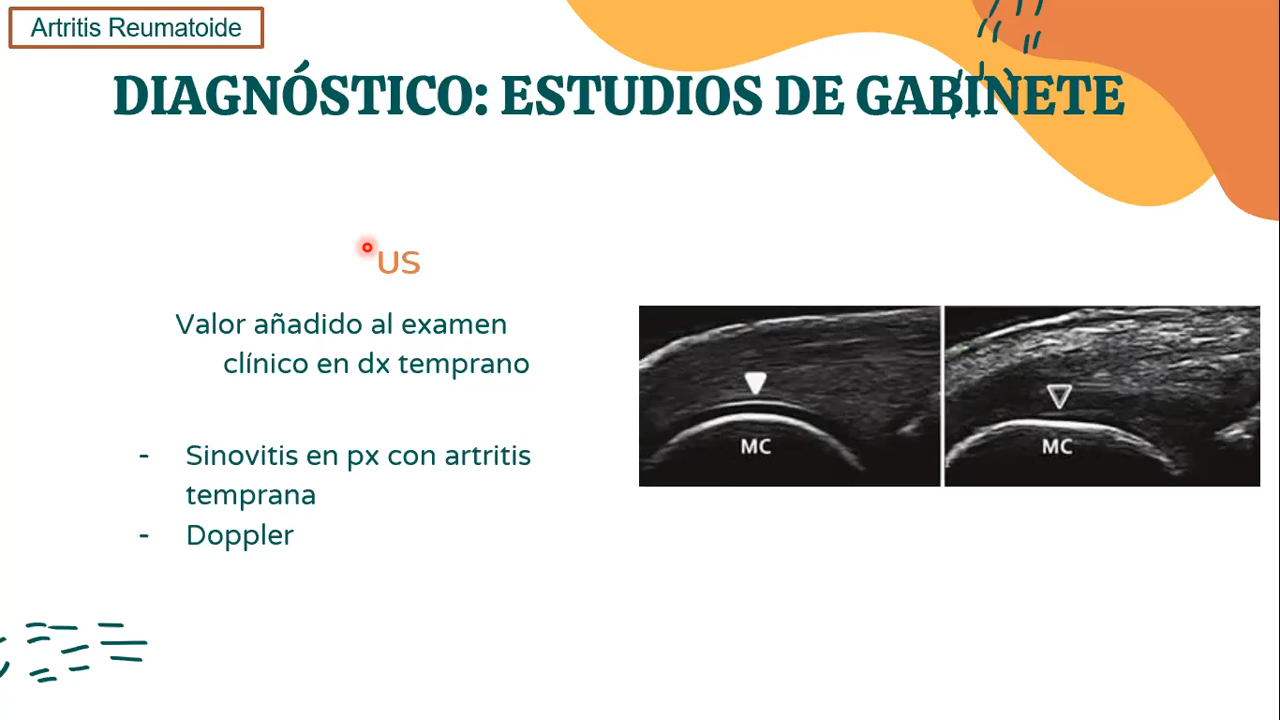 Artritis Reumatoide
DIAGNÓSTICO: ESTUDIOS DE GABINETE
US
Valor añadido al examen
clínico en dx temprano
- Sinovitis en px con artritis
temprana
- Doppler
MC
MC